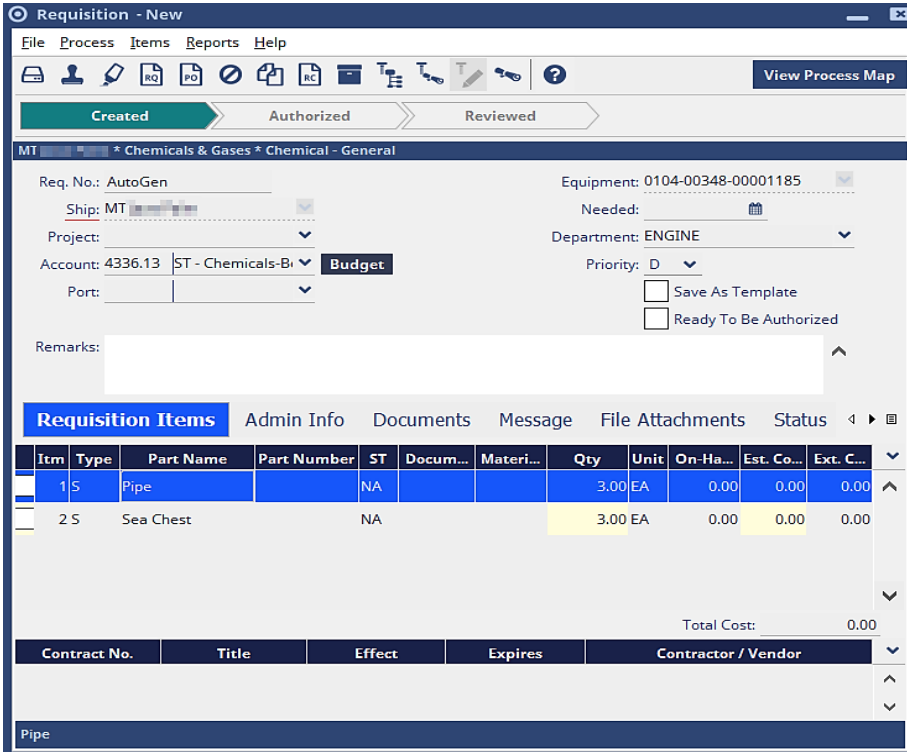 Requisition - New
File Process Items Reports Help
RQ PO RC
View Process Map
Created Authorized Reviewed
MT * Chemicals & Gases * Chemical - General
Req. No.: AutoGen Equipment: 0104-00348-00001185
Ship: MT Needed:
Project: Department: ENGINE
Account: 4336.13 ST - Chemicals-B Budget Priority: D
Port: Save As Template
Ready To Be Authorized
Remarks:
Requisition Items Admin Info Documents Message File Attachments Status
Itm Type Part Name Part Number ST Docum... Materi... Qty Unit On-Ha... Est. Co... Ext. C...
1 S Pipe NA 3.00 EA 0.00 0.00 0.00
2 S Sea Chest NA 3.00 EA 0.00 0.00 0.00
Total Cost: 0.00
Contract No. Title Effect Expires Contractor / Vendor
Pipe